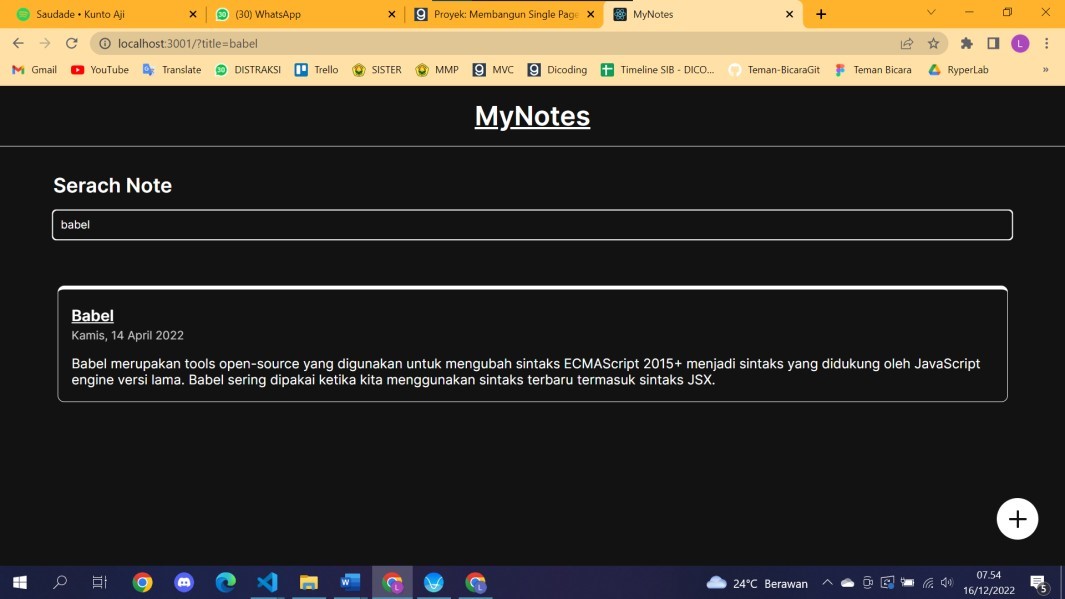 Saudade • Kunto Aji
(30) WhatsApp
Proyek: Membangun Single Page
MyNotes
localhost:3001/?title=babel
L
Gmail
YouTube
Translate
DISTRAKSI
Trello
SISTER
MMP
MVC
Dicoding
Timeline SIB - DICO...
Teman-BicaraGit
Teman Bicara
RyperLab
»
MyNotes
Serach Note
babel
Babel
Kamis, 14 April 2022
Babel merupakan tools open-source yang digunakan untuk mengubah sintaks ECMAScript 2015+ menjadi sintaks yang didukung oleh JavaScript
engine versi lama. Babel sering dipakai ketika kita menggunakan sintaks terbaru termasuk sintaks JSX.
24°C Berawan
07.54
16/12/2022
5